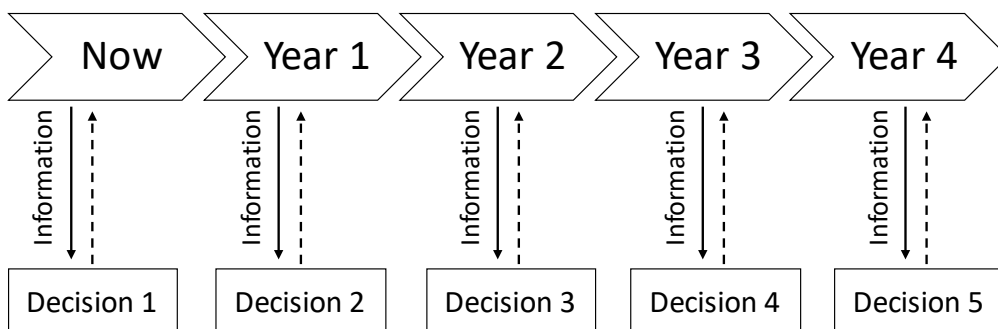 Now
Year 1
Year 2
Year 3
Year 4
Information
Information
Information
Information
Information
Decision 1
Decision 2
Decision 3
Decision 4
Decision 5